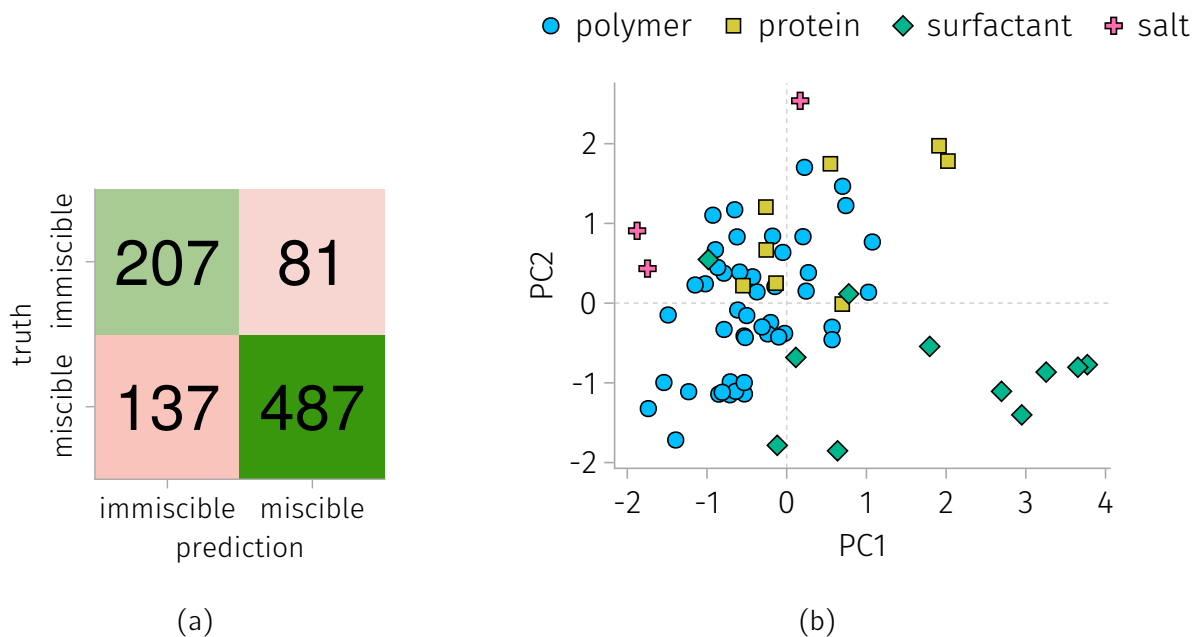 polymer protein surfactant salt
truth
immiscible
miscible
207 81
137 487
immiscible miscible
prediction
(a)
PC2
2
1
0
-1
-2
-2 -1 0 1 2 3 4
PC1
(b)